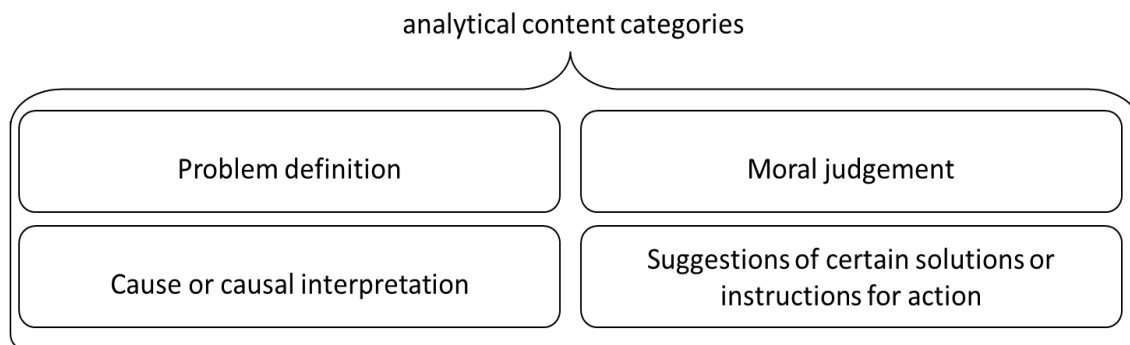 analytical content categories
Problem definition
Moral judgement
Cause or causal interpretation
Suggestions of certain solutions or
instructions for action